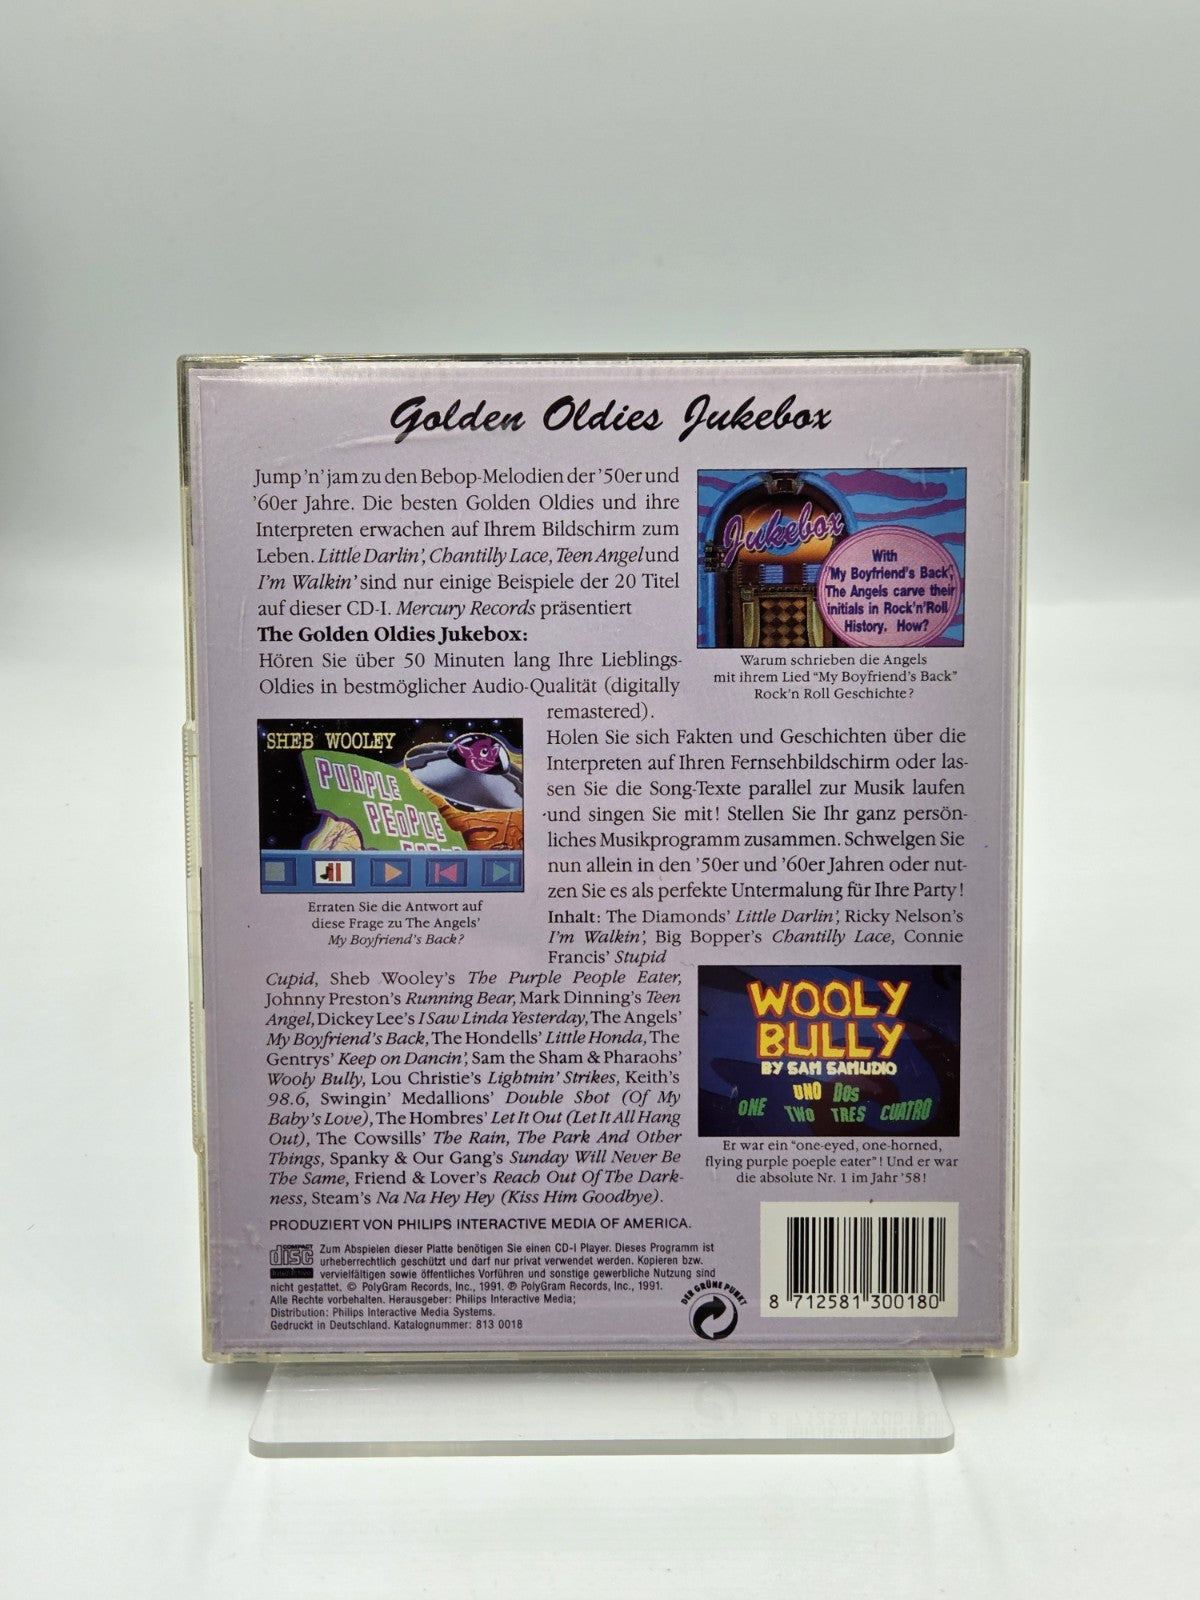 Golden Oldies Jukebox
Jump 'n' jam zu den Bebop-Melodien der '50er und
'60er Jahre. Die besten Golden Oldies und ihre
Interpreten erwachen auf Ihrem Bildschirm zum
Leben. Little Darlin', Chantilly Lace, Teen Angel und
I'm Walkin' sind nur einige Beispiele der 20 Titel
auf dieser CD-I. Mercury Records präsentiert
The Golden Oldies Jukebox:
Hören Sie über 50 Minuten lang Ihre Lieblings-
Oldies in bestmöglicher Audio-Qualität (digitally
remastered).
Jukebox
With
'My Boyfriend's Back',
The Angels carve their
initials in Rock'n'Roll
History. How?
Warum schrieben die Angels
mit ihrem Lied "My Boyfriend's Back"
Rock'n Roll Geschichte?
SHEB WOOLEY
PURPLE
PEOPLE
EATER
Erraten Sie die Antwort auf
diese Frage zu The Angels'
My Boyfriend's Back?
Holen Sie sich Fakten und Geschichten über die
Interpreten auf Ihren Fernsehbildschirm oder las-
sen Sie die Song-Texte parallel zur Musik laufen
und singen Sie mit! Stellen Sie Ihr ganz persön-
liches Musikprogramm zusammen. Schwelgen Sie
nun allein in den '50er und '60er Jahren oder nut-
zen Sie es als perfekte Untermalung für Ihre Party!
Inhalt: The Diamonds' Little Darlin', Ricky Nelson's
I'm Walkin', Big Bopper's Chantilly Lace, Connie
Francis' Stupid
Cupid, Sheb Wooley's The Purple People Eater,
Johnny Preston's Running Bear, Mark Dinning's Teen
Angel, Dickey Lee's I Saw Linda Yesterday, The Angels'
My Boyfriend's Back, The Hondells' Little Honda, The
Gentrys' Keep on Dancin', Sam the Sham & Pharaohs'
Wooly Bully, Lou Christie's Lightnin' Strikes, Keith's
98.6, Swingin' Medallions' Double Shot (Of My
Baby's Love), The Hombres' Let It Out (Let It All Hang
Out), The Cowsills' The Rain, The Park And Other
Things, Spanky & Our Gang's Sunday Will Never Be
The Same, Friend & Lover's Reach Out Of The Dark-
ness, Steam's Na Na Hey Hey (Kiss Him Goodbye).
WOOLY
BULLY
BY SAM SAMUDIO
UNO DOS
ONE TWO TRES CUATRO
Er war ein "one-eyed, one-horned,
flying purple poeple eater"! Und er war
die absolute Nr. 1 im Jahr '58!
PRODUZIERT VON PHILIPS INTERACTIVE MEDIA OF AMERICA.
COMPACT
disc
Zum Abspielen dieser Platte benötigen Sie einen CD-I Player. Dieses Programm ist
urheberrechtlich geschützt und darf nur privat verwendet werden. Kopieren bzw.
vervielfältigen sowie öffentliches Vorführen und sonstige gewerbliche Nutzung sind
nicht gestattet. © PolyGram Records, Inc., 1991. ℗ PolyGram Records, Inc., 1991.
Alle Rechte vorbehalten. Herausgeber: Philips Interactive Media;
Distribution: Philips Interactive Media Systems.
Gedruckt in Deutschland. Katalognummer: 813 0018
DER GRÜNE PUNKT
8 712581 300180